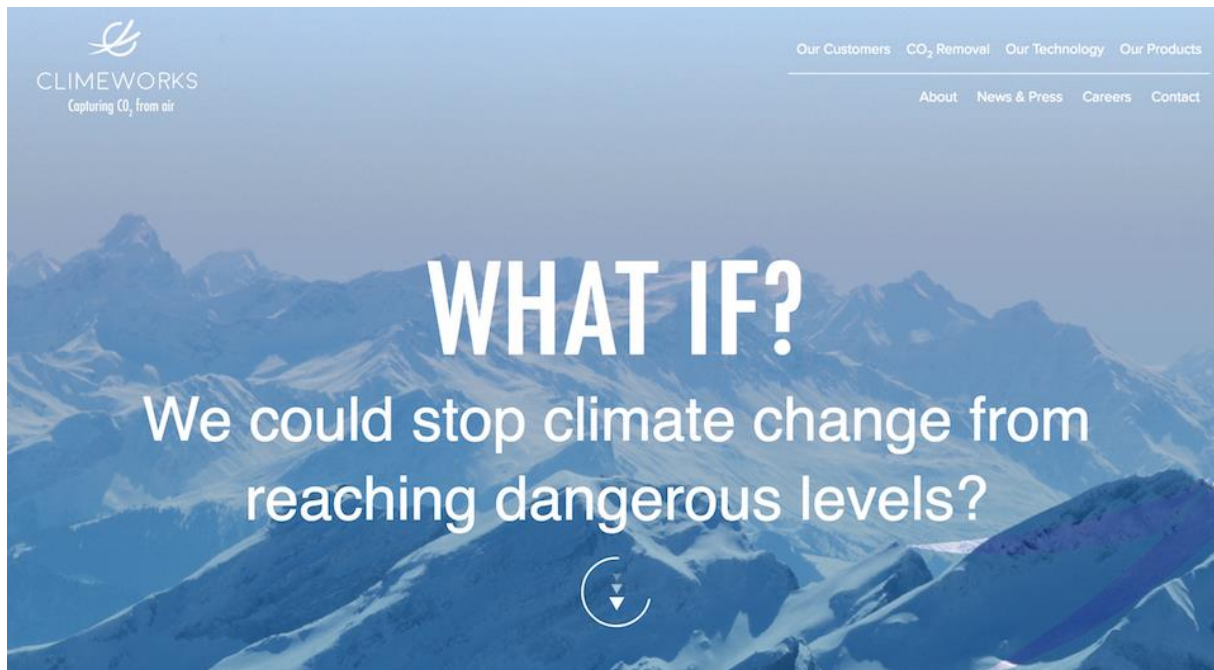 CLIMEWORKS
Capturing CO₂ from air
Our Customers CO₂ Removal Our Technology Our Products
About News & Press Careers Contact
WHAT IF?
We could stop climate change from
reaching dangerous levels?